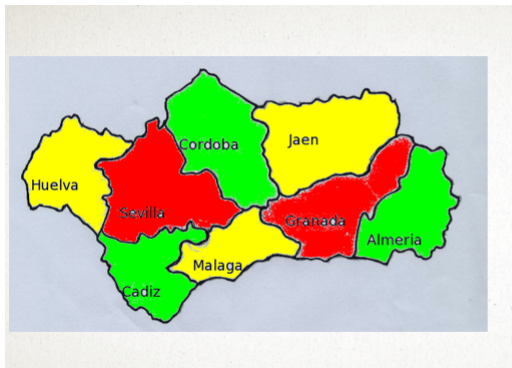 Cordoba
Jaen
Huelva
Sevilla
Granada
Almeria
Malaga
Cadiz